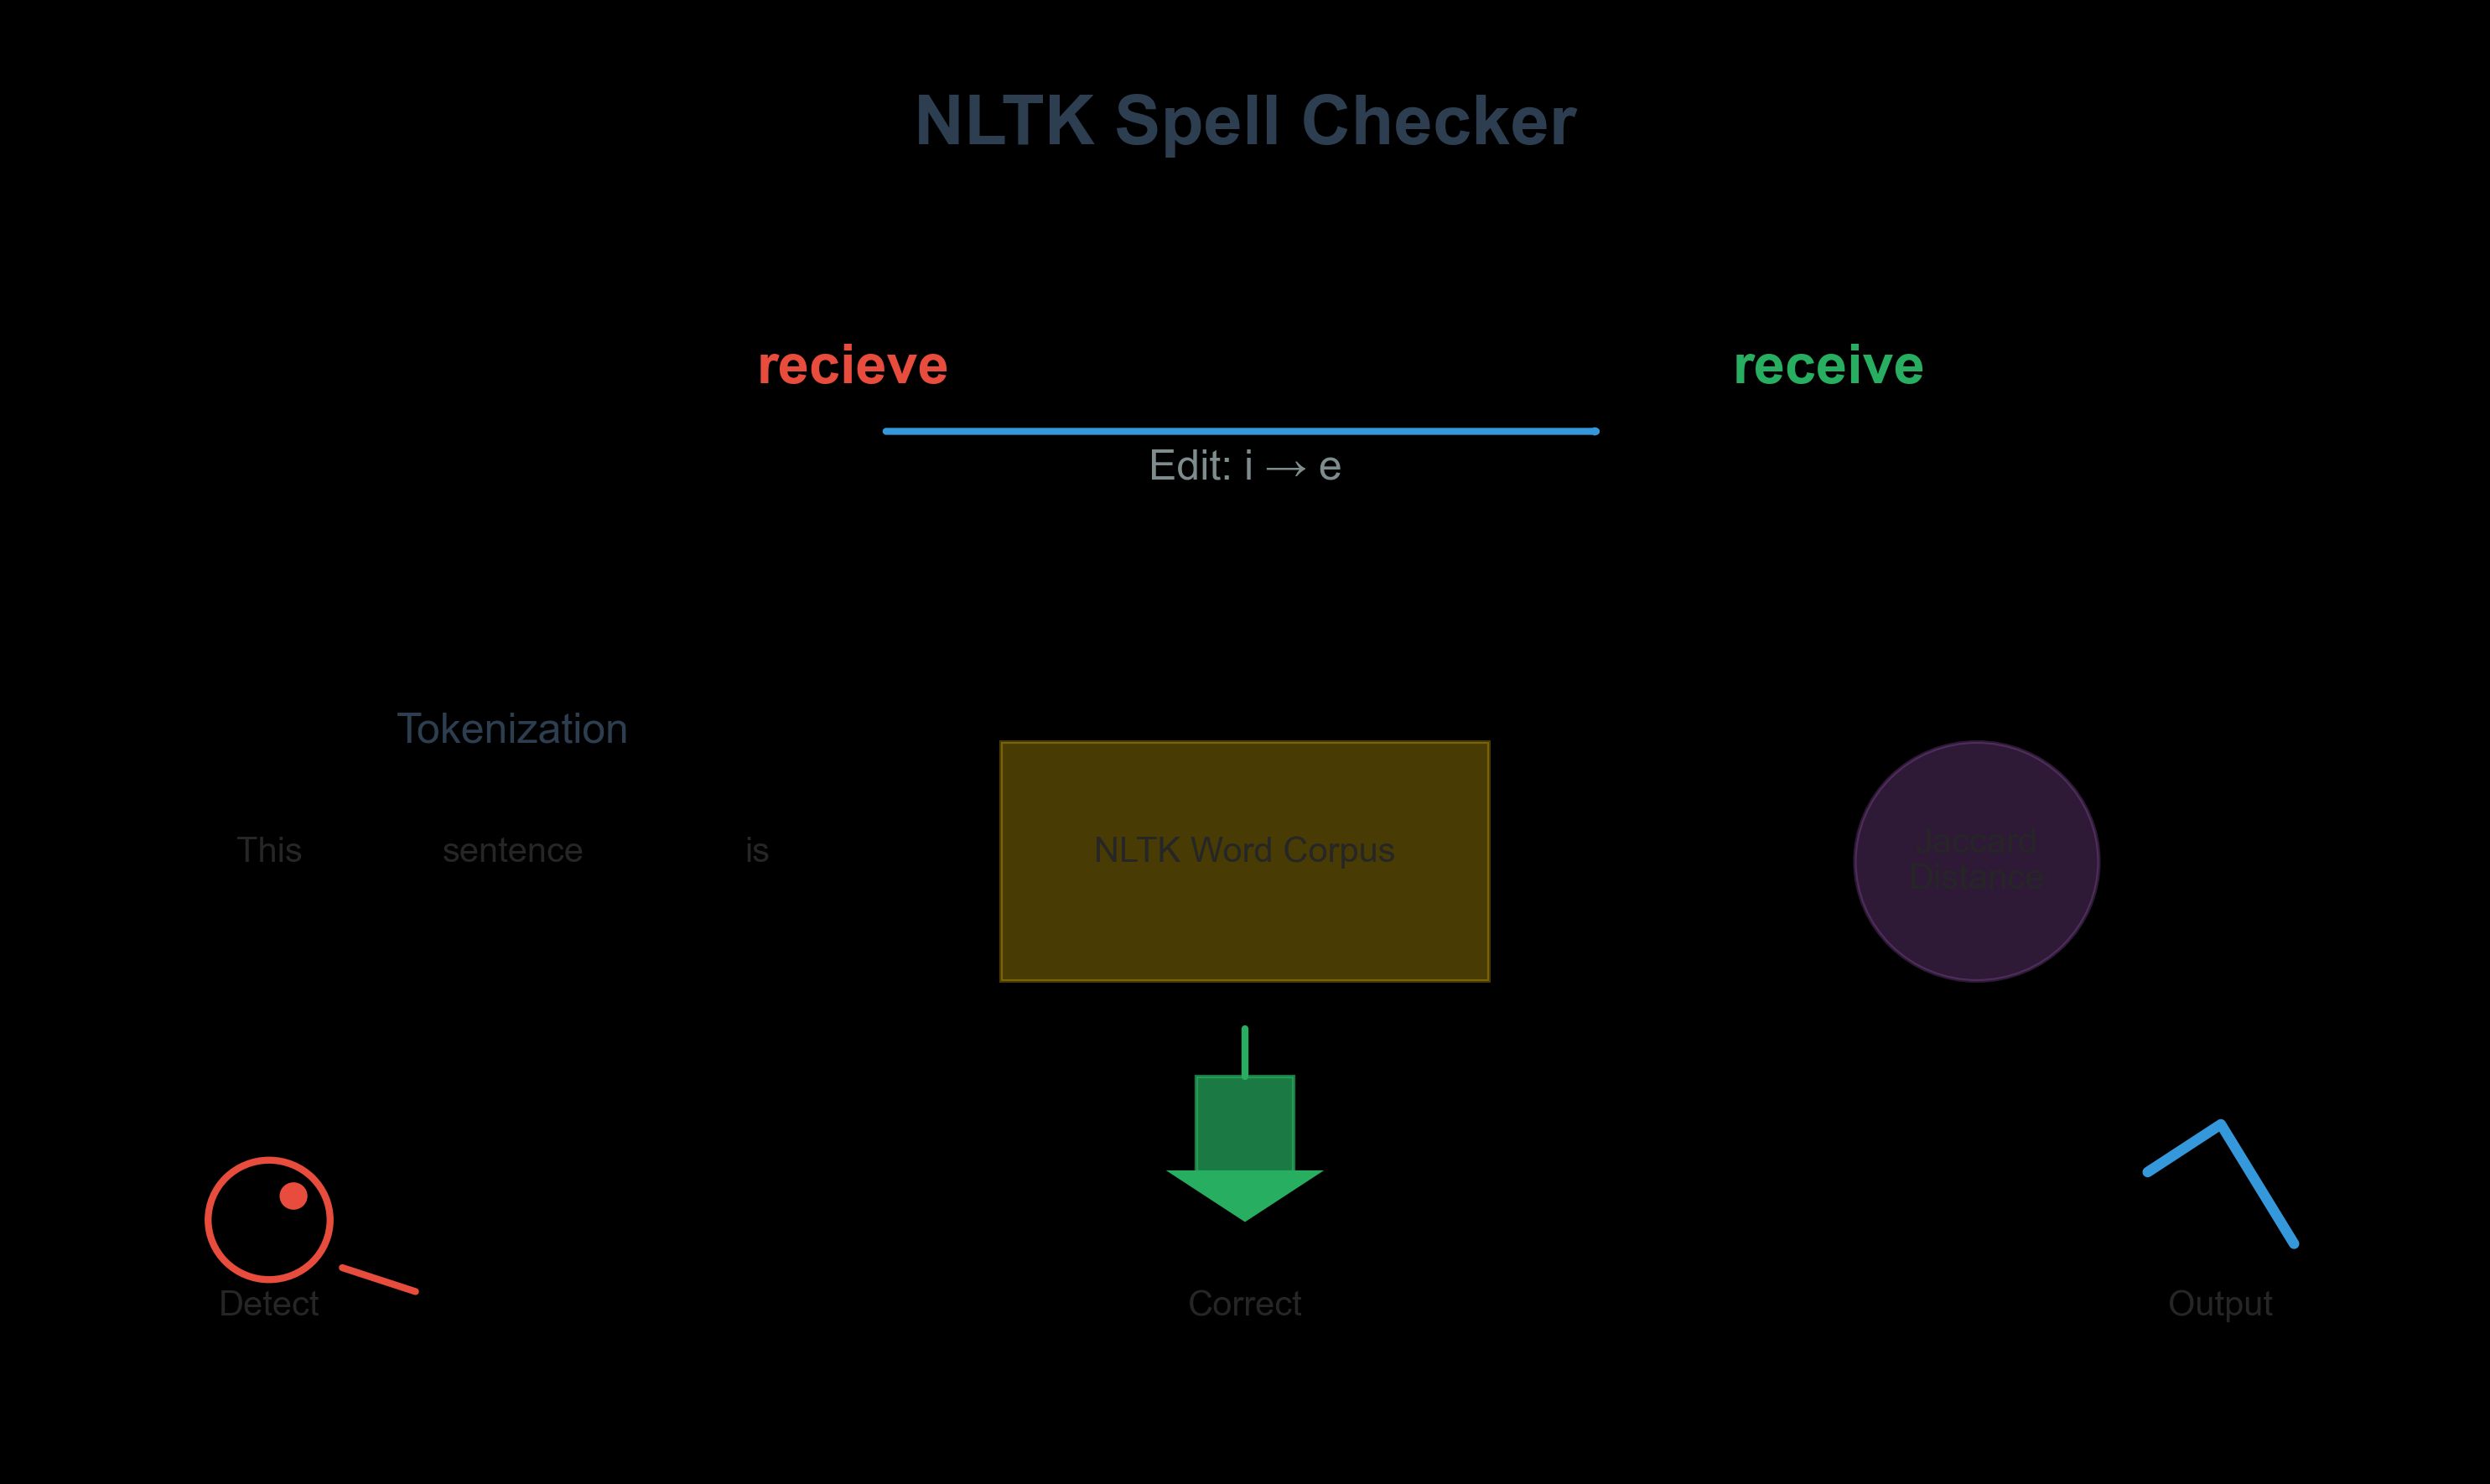 NLTK Spell Checker
recieve
receive
Edit: i → e
Tokenization
This sentence is
NLTK Word Corpus
Jaccard
Distance
Detect
Correct
Output